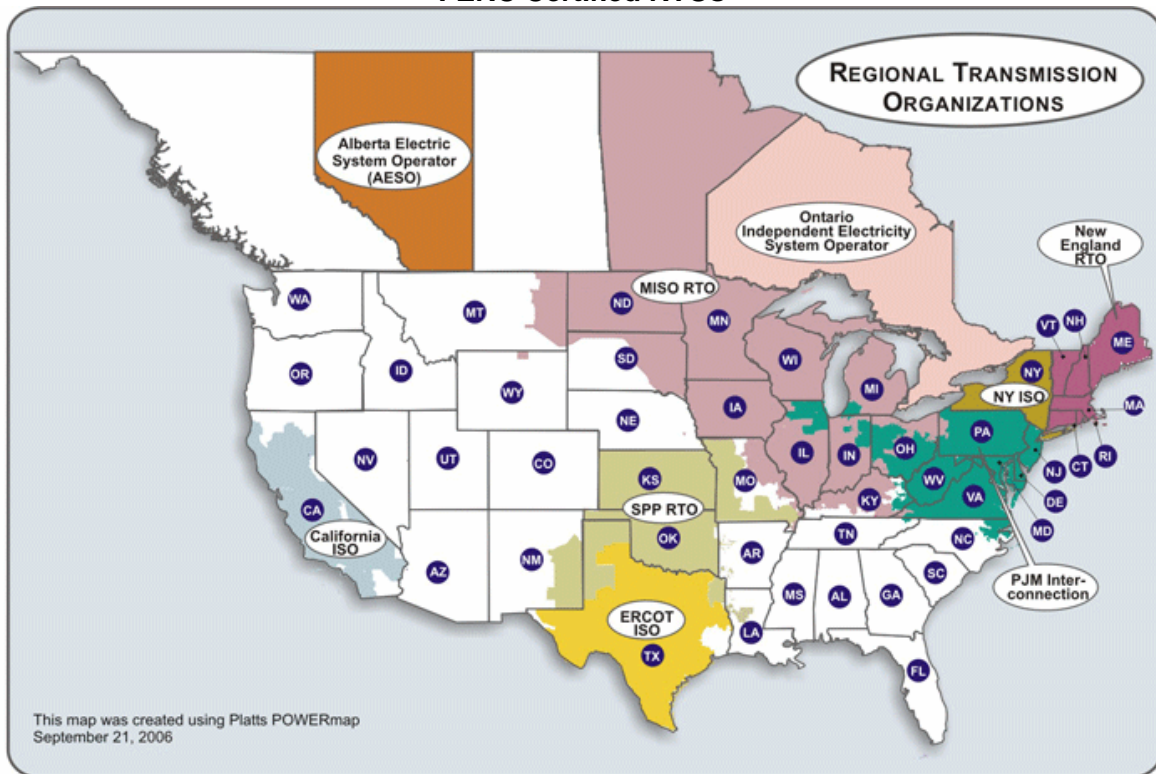 REGIONAL TRANSMISSION
ORGANIZATIONS
Alberta Electric
System Operator
(AESO)
Ontario
Independent Electricity
System Operator
New
England
RTO
MISO RTO
WA
MT
ND
MN
VT
NH
ME
OR
ID
WY
SD
WI
MI
NY
NY ISO
MA
NE
IA
PA
NV
UT
CO
IL
IN
OH
WV
VA
NJ
CT
RI
DE
MD
CA
California
ISO
KS
SPP RTO
OK
MO
KY
TN
NC
AZ
NM
AR
SC
PJM Inter-
connection
MS
AL
GA
ERCOT
ISO
TX
LA
FL
This map was created using Platts POWERmap
September 21, 2006